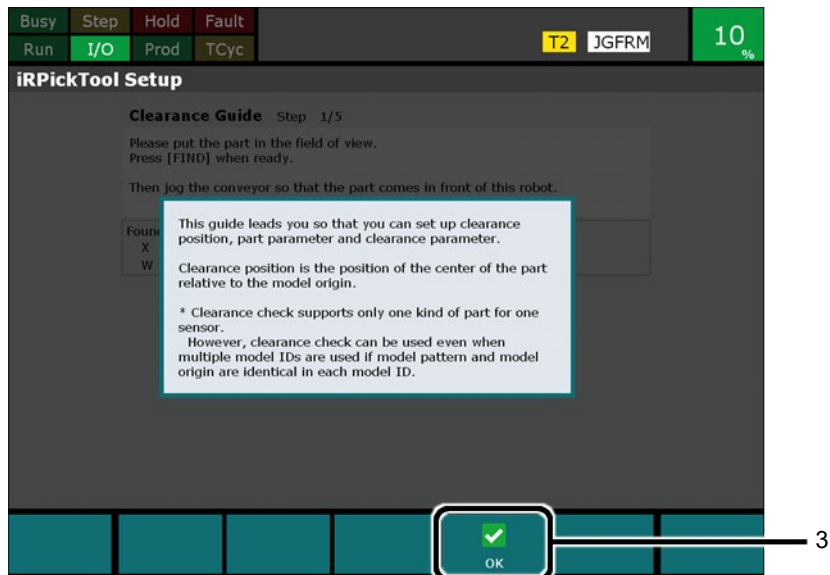 Busy Step Hold Fault
Run I/O Prod TCyc
T2 JGFRM
10 %
iRPickTool Setup
Clearance Guide Step 1/5
Please put the part in the field of view.
Press [FIND] when ready.
Then jog the conveyor so that the part comes in front of this robot.
Foun
X
W
This guide leads you so that you can set up clearance
position, part parameter and clearance parameter.
Clearance position is the position of the center of the part
relative to the model origin.
* Clearance check supports only one kind of part for one
sensor.
However, clearance check can be used even when
multiple model IDs are used if model pattern and model
origin are identical in each model ID.
OK
3